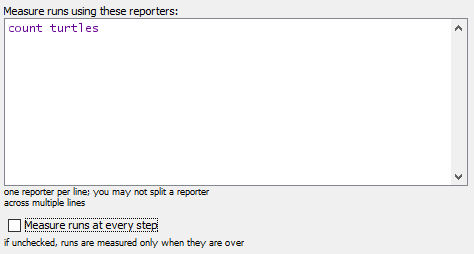 Measure runs using these reporters:
count turtles
one reporter per line; you may not split a reporter
across multiple lines
Measure runs at every step
if unchecked, runs are measured only when they are over